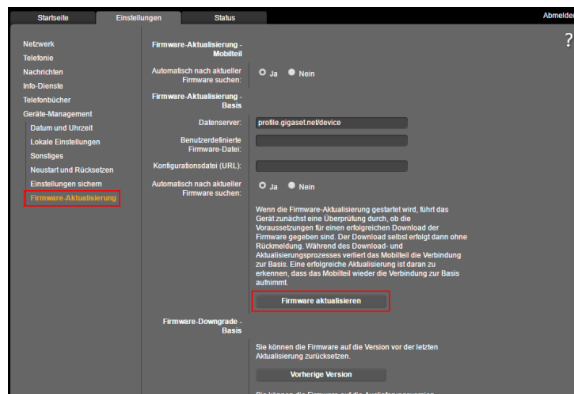 Startseite
Einstellungen
Status
Abmelden
?
Netzwerk
Telefonie
Nachrichten
Info-Dienste
Telefonbücher
Geräte-Management
Datum und Uhrzeit
Lokale Einstellungen
Sonstiges
Neustart und Rücksetzen
Einstellungen sichern
Firmware-Aktualisierung
Firmware-Aktualisierung -
Mobilteil
Automatisch nach aktueller
Firmware suchen:
Ja
Nein
Firmware-Aktualisierung -
Basis
Datenserver:
profile.gigaset.net/device
Benutzerdefinierte
Firmware-Datei:
Konfigurationsdatei (URL):
Automatisch nach aktueller
Firmware suchen:
Ja
Nein
Wenn die Firmware-Aktualisierung gestartet wird, führt das
Gerät zunächst eine Überprüfung durch, ob die
Voraussetzungen für einen erfolgreichen Download der
Firmware gegeben sind. Der Download selbst erfolgt dann ohne
Rückmeldung. Während des Download- und
Aktualisierungsprozesses verliert das Mobilteil die Verbindung
zur Basis. Eine erfolgreiche Aktualisierung ist daran zu
erkennen, dass das Mobilteil wieder die Verbindung zur Basis
aufnimmt.
Firmware aktualisieren
Firmware-Downgrade -
Basis
Sie können die Firmware auf die Version vor der letzten
Aktualisierung zurücksetzen.
Vorherige Version